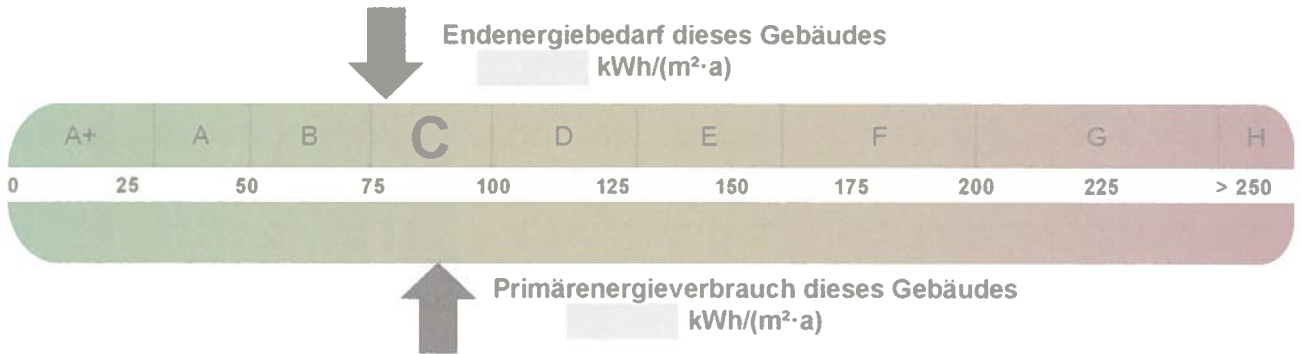 Endenergiebedarf dieses Gebäudes
kWh/(m²·a)
A+ A B C D E F G H
0 25 50 75 100 125 150 175 200 225 > 250
Primärenergieverbrauch dieses Gebäudes
kWh/(m²·a)